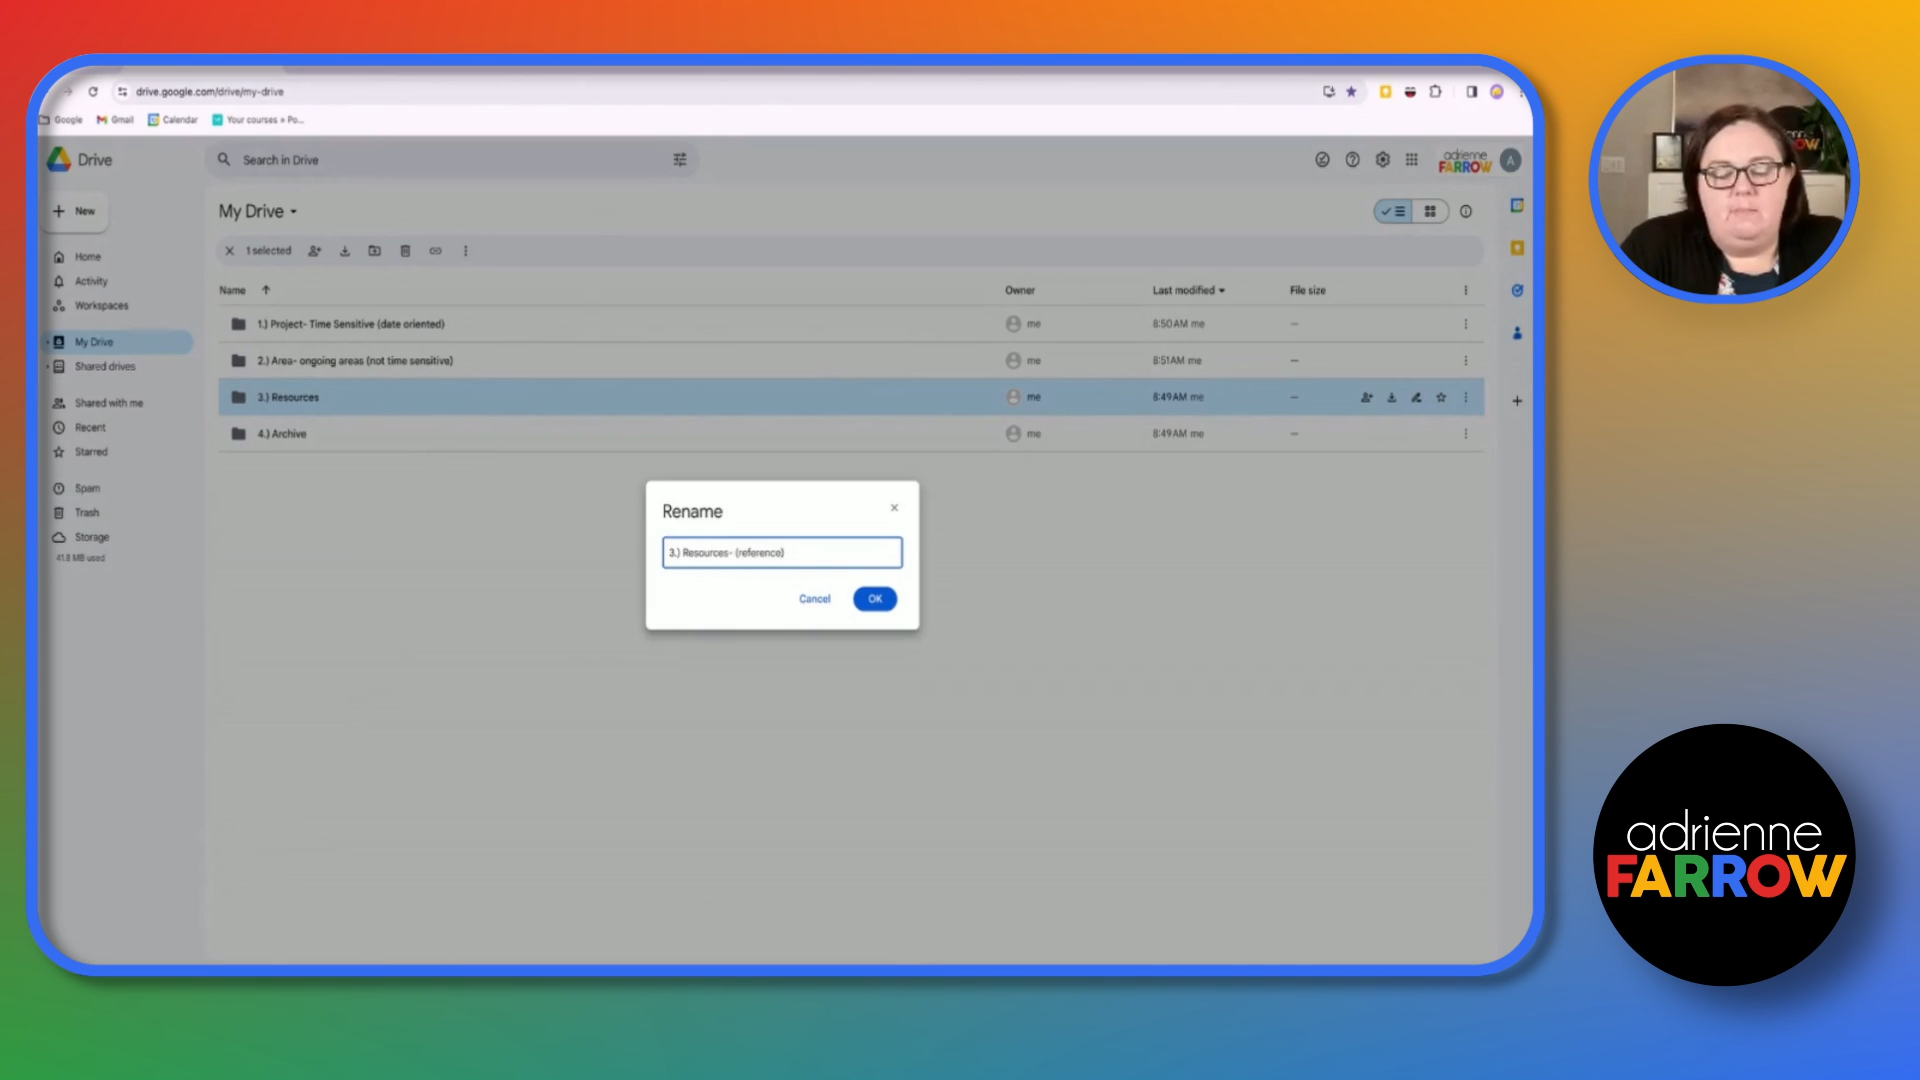 drive.google.com/drive/my-drive
Google Gmail Calendar Your courses » Po...
Drive
Search in Drive
adrienne
FARROW
A
New
My Drive
1 selected
Home
Activity
Workspaces
My Drive
Shared drives
Shared with me
Recent
Starred
Spam
Trash
Storage
41.8 MB used
Name Owner Last modified File size
1.) Project- Time Sensitive (date oriented) me 8:50 AM me –
2.) Area- ongoing areas (not time sensitive) me 8:51 AM me –
3.) Resources me 8:49 AM me –
4.) Archive me 8:49 AM me –
Rename
3.) Resources- (reference)
Cancel OK
adrienne
FARROW